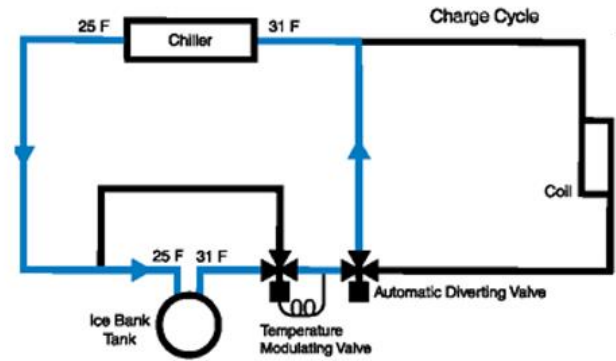 Charge Cycle
25 F
Chiller
31 F
Coil
25 F
31 F
Automatic Diverting Valve
Ice Bank
Tank
Temperature
Modulating Valve